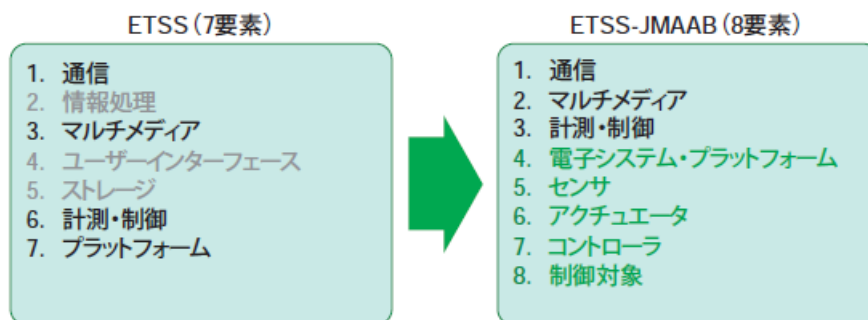 ETSS(7要素)
1. 通信
2. 情報処理
3. マルチメディア
4. ユーザーインターフェース
5. ストレージ
6. 計測・制御
7. プラットフォーム
ETSS-JMAAB(8要素)
1. 通信
2. マルチメディア
3. 計測・制御
4. 電子システム・プラットフォーム
5. センサ
6. アクチュエータ
7. コントローラ
8. 制御対象